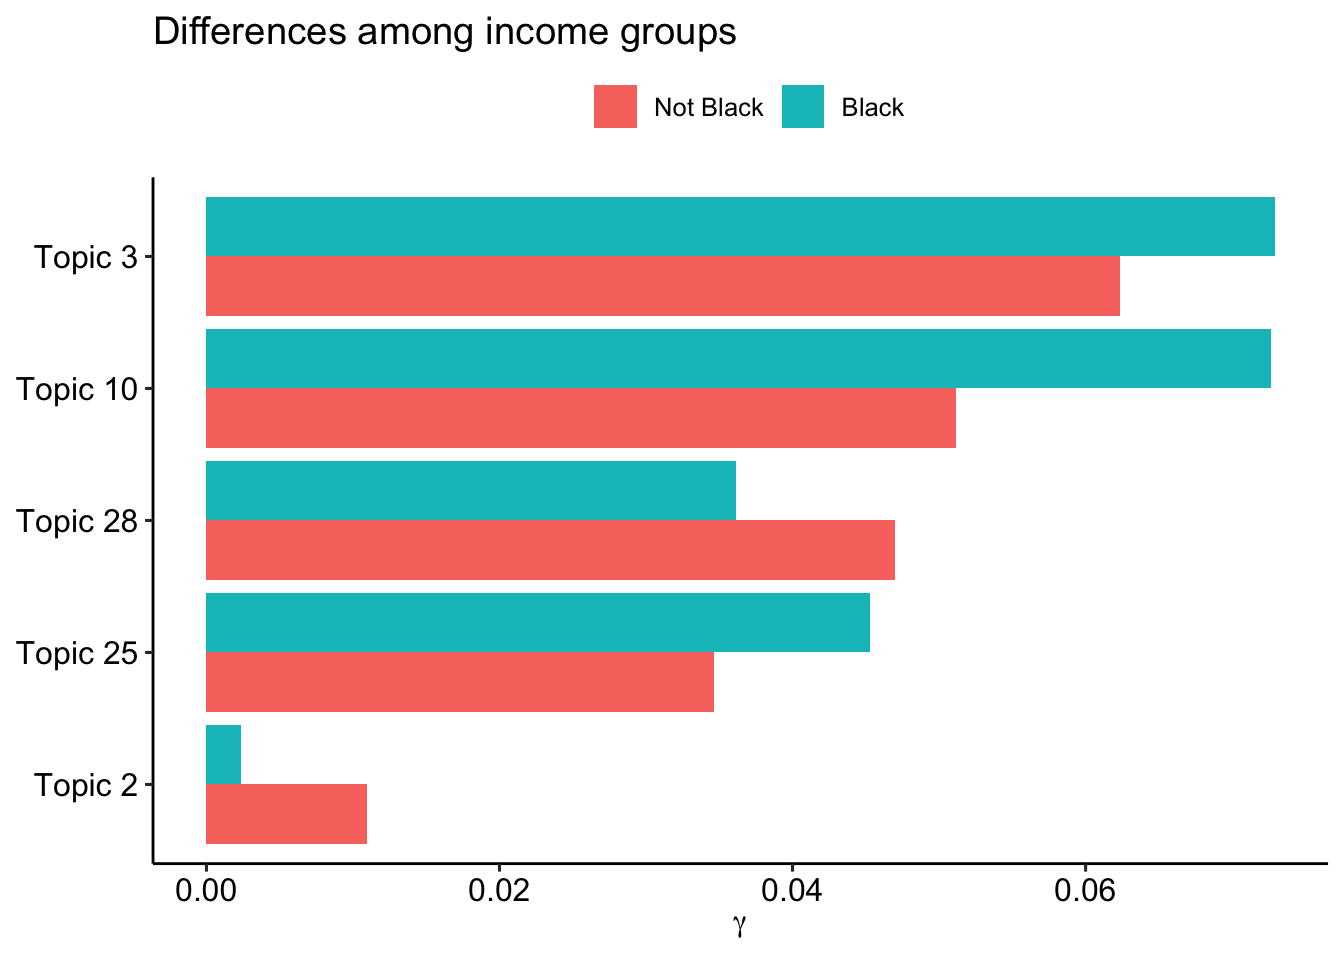 Differences among income groups
Not Black Black
Topic 3
Topic 10
Topic 28
Topic 25
Topic 2
0.00 0.02 0.04 0.06
γ